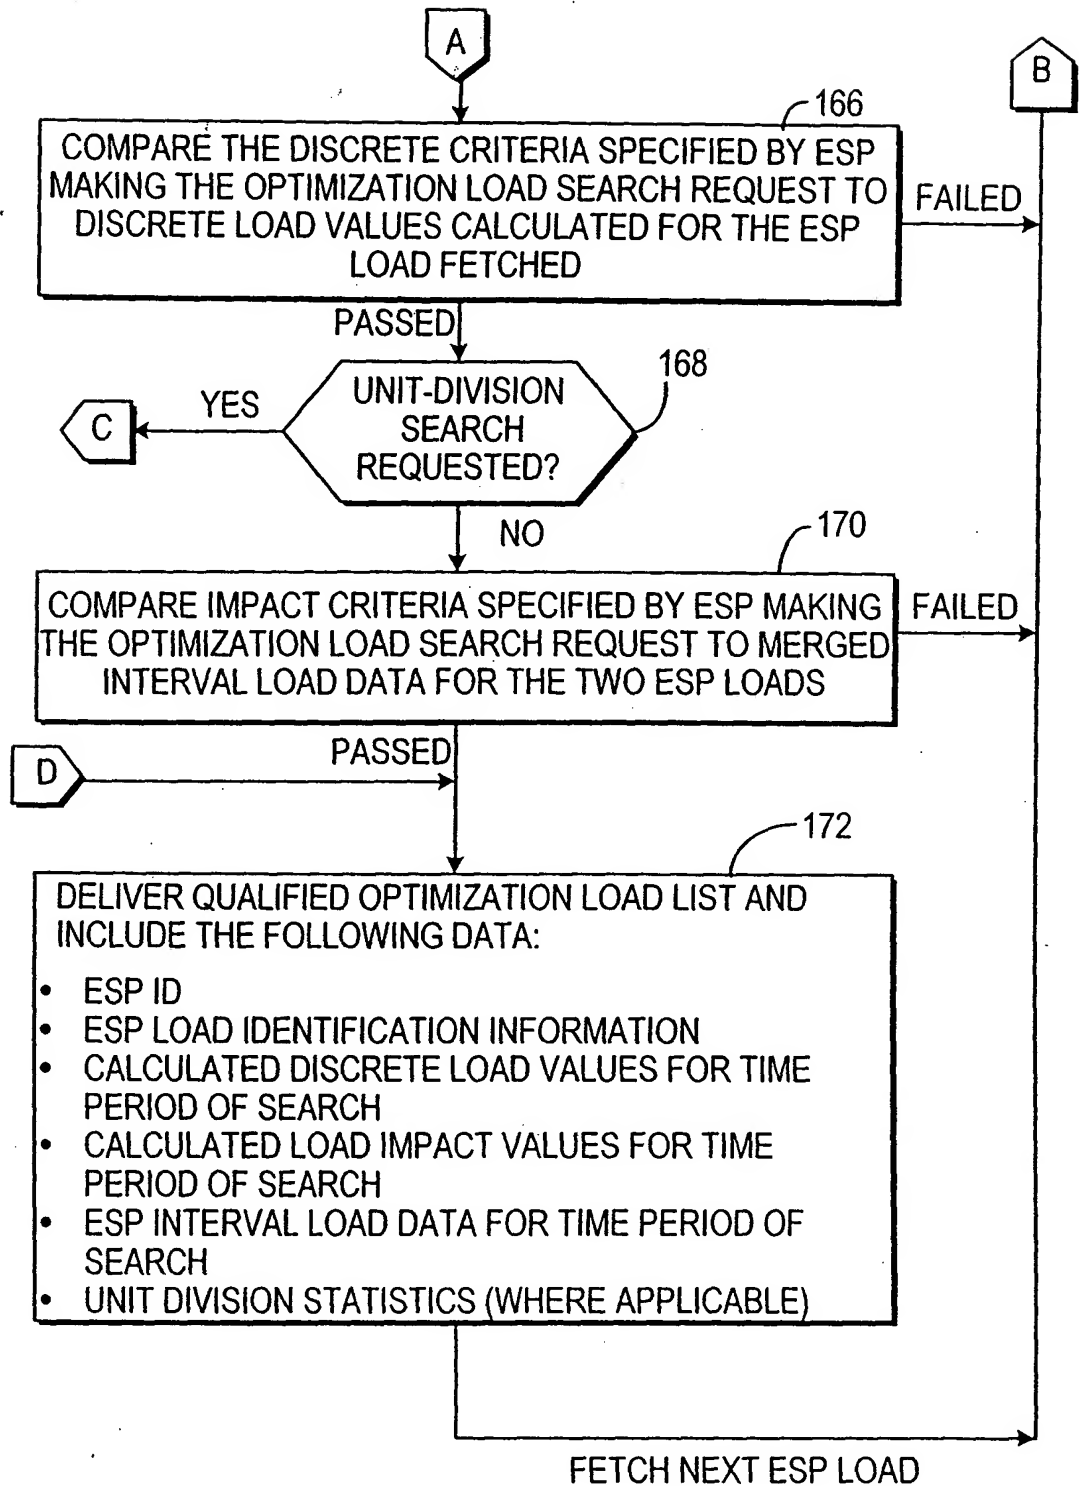 A
B
166
COMPARE THE DISCRETE CRITERIA SPECIFIED BY ESP
MAKING THE OPTIMIZATION LOAD SEARCH REQUEST TO
DISCRETE LOAD VALUES CALCULATED FOR THE ESP
LOAD FETCHED
FAILED
PASSED
168
UNIT-DIVISION
SEARCH
REQUESTED?
YES
C
NO
170
COMPARE IMPACT CRITERIA SPECIFIED BY ESP MAKING
THE OPTIMIZATION LOAD SEARCH REQUEST TO MERGED
INTERVAL LOAD DATA FOR THE TWO ESP LOADS
FAILED
PASSED
D
172
DELIVER QUALIFIED OPTIMIZATION LOAD LIST AND
INCLUDE THE FOLLOWING DATA:
• ESP ID
• ESP LOAD IDENTIFICATION INFORMATION
• CALCULATED DISCRETE LOAD VALUES FOR TIME
PERIOD OF SEARCH
• CALCULATED LOAD IMPACT VALUES FOR TIME
PERIOD OF SEARCH
• ESP INTERVAL LOAD DATA FOR TIME PERIOD OF
SEARCH
• UNIT DIVISION STATISTICS (WHERE APPLICABLE)
FETCH NEXT ESP LOAD